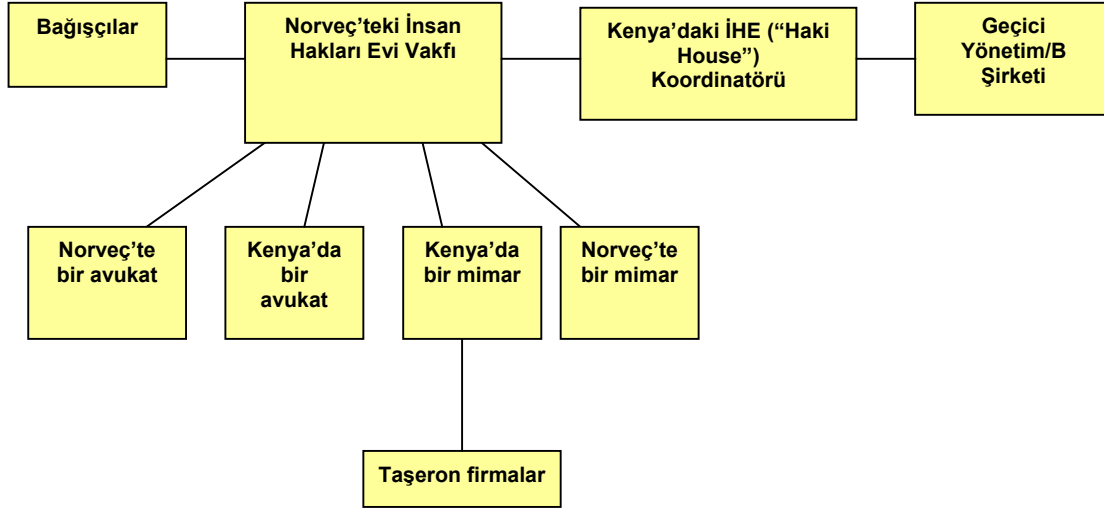 Bağışçılar
Norveç’teki İnsan
Hakları Evi Vakfı
Kenya’daki İHE (“Haki
House”)
Koordinatörü
Geçici
Yönetim/B
Şirketi
Norveç’te
bir avukat
Kenya’da
bir
avukat
Kenya’da
bir mimar
Norveç’te
bir mimar
Taşeron firmalar